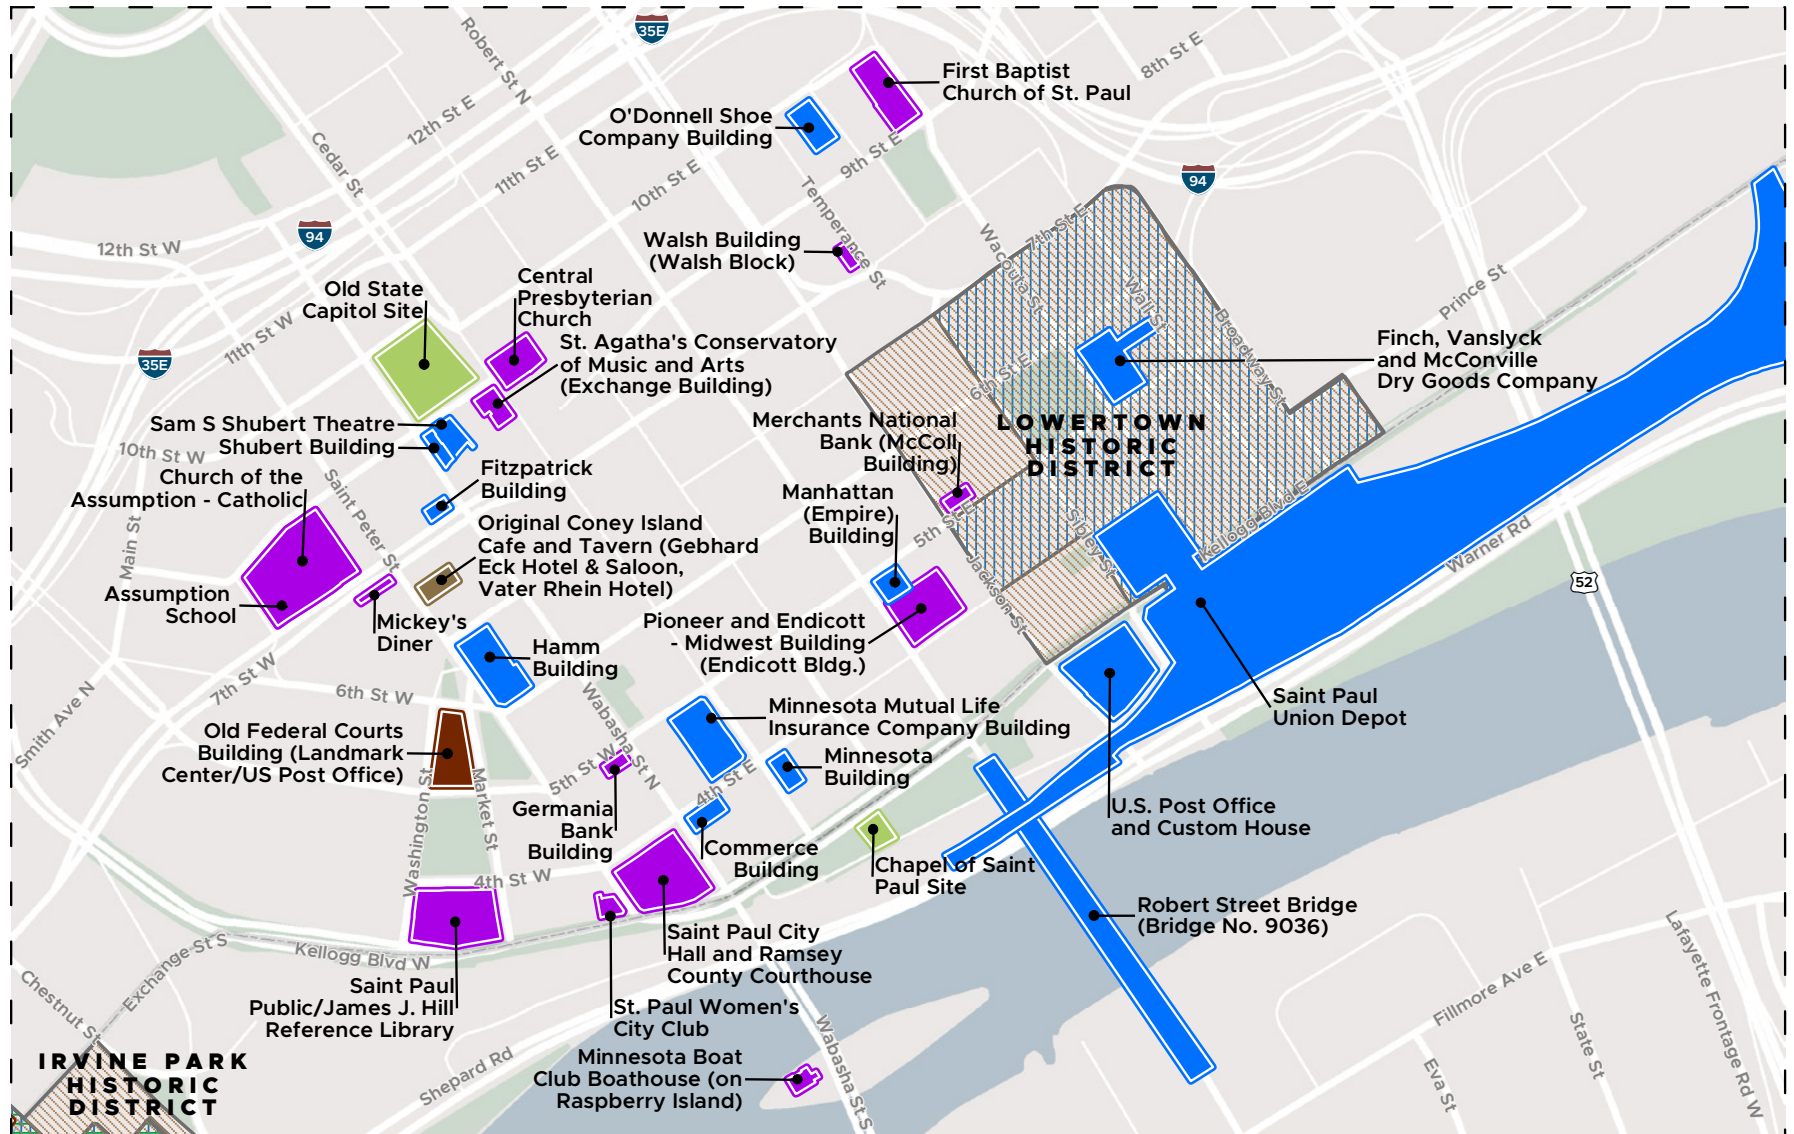 35E
Robert St N
8th St E
First Baptist
Church of St. Paul
O'Donnell Shoe
Company Building
12th St E
Cedar St
11th St E
9th St E
10th St E
94
Temperance St
94
12th St W
Walsh Building
(Walsh Block)
Wacouta St
7th St E
Wall St
Prince St
Old State
Capitol Site
Central
Presbyterian
Church
11th St W
35E
St. Agatha's Conservatory
of Music and Arts
(Exchange Building)
Broadway St
Finch, Vanslyck
and McConville
Dry Goods Company
6th St E
LOWERTOWN
HISTORIC
DISTRICT
Sam S Shubert Theatre
Shubert Building
10th St W
Merchants National
Bank (McColl
Building)
Church of the
Assumption - Catholic
Saint Peter St
Fitzpatrick
Building
Manhattan
(Empire)
Building
5th St E
Sibley St
Kellogg Blvd E
Warner Rd
Main St
Original Coney Island
Cafe and Tavern (Gebhard
Eck Hotel & Saloon,
Vater Rhein Hotel)
52
Jackson St
Assumption
School
Mickey's
Diner
Pioneer and Endicott
- Midwest Building
(Endicott Bldg.)
Hamm
Building
7th St W
6th St W
Smith Ave N
Wabasha St N
Saint Paul
Union Depot
Minnesota Mutual Life
Insurance Company Building
Old Federal Courts
Building (Landmark
Center/US Post Office)
5th St W
4th St E
Minnesota
Building
Washington St
Market St
Germania
Bank
Building
U.S. Post Office
and Custom House
Commerce
Building
Chapel of Saint
Paul Site
4th St W
Robert Street Bridge
(Bridge No. 9036)
Exchange St S
Kellogg Blvd W
Saint Paul City
Hall and Ramsey
County Courthouse
Lafayette Frontage Rd W
Fillmore Ave E
Chestnut St
Saint Paul
Public/James J. Hill
Reference Library
St. Paul Women's
City Club
Wabasha St S
State St
Eva St
Shepard Rd
Minnesota Boat
Club Boathouse (on
Raspberry Island)
IRVINE PARK
HISTORIC
DISTRICT